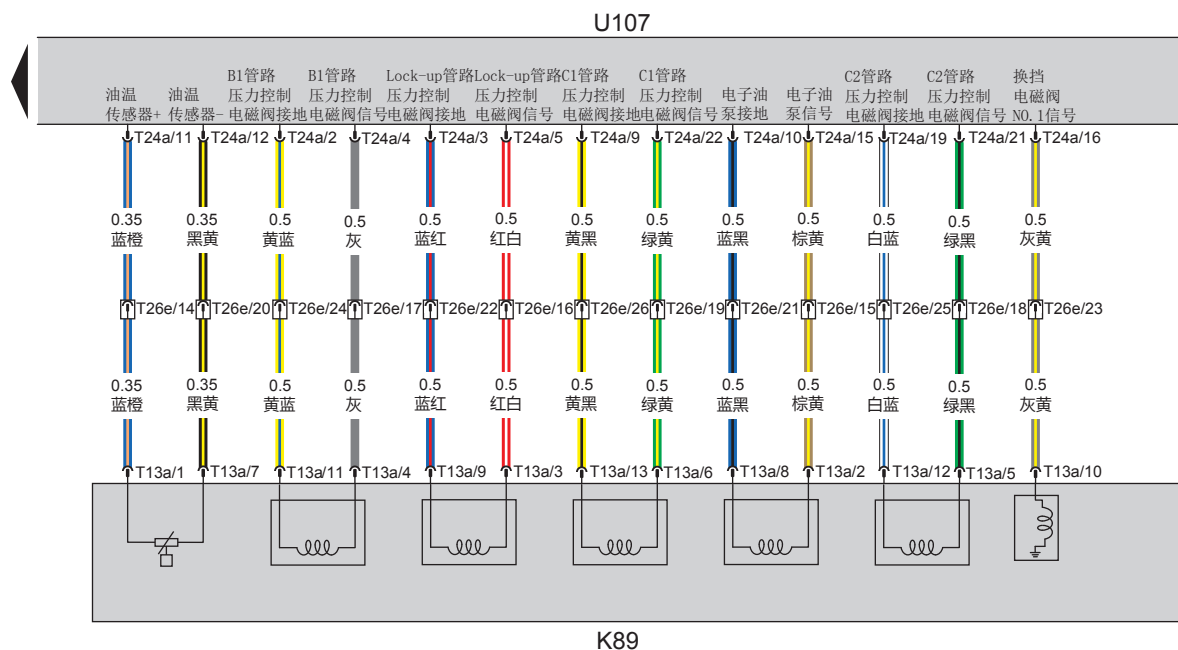 U107
油温 传感器+
油温 传感器-
B1管路 压力控制 电磁阀接地
B1管路 压力控制 电磁阀信号
Lock-up管路 压力控制 电磁阀接地
Lock-up管路 压力控制 电磁阀信号
C1管路 压力控制 电磁阀接地
C1管路 压力控制 电磁阀信号
电子油 泵接地
电子油 泵信号
C2管路 压力控制 电磁阀接地
C2管路 压力控制 电磁阀信号
换挡 电磁阀 NO.1信号
T24a/11 T24a/12 T24a/2 T24a/4 T24a/3 T24a/5 T24a/9 T24a/22 T24a/10 T24a/15 T24a/19 T24a/21 T24a/16
0.35 0.35 0.5 0.5 0.5 0.5 0.5 0.5 0.5 0.5 0.5 0.5 0.5
蓝橙 黑黄 黄蓝 灰 蓝红 红白 黄黑 绿黄 蓝黑 棕黄 白蓝 绿黑 灰黄
T26e/14 T26e/20 T26e/24 T26e/17 T26e/22 T26e/16 T26e/26 T26e/19 T26e/21 T26e/15 T26e/25 T26e/18 T26e/23
0.35 0.35 0.5 0.5 0.5 0.5 0.5 0.5 0.5 0.5 0.5 0.5 0.5
蓝橙 黑黄 黄蓝 灰 蓝红 红白 黄黑 绿黄 蓝黑 棕黄 白蓝 绿黑 灰黄
T13a/1 T13a/7 T13a/11 T13a/4 T13a/9 T13a/3 T13a/13 T13a/6 T13a/8 T13a/2 T13a/12 T13a/5 T13a/10
K89